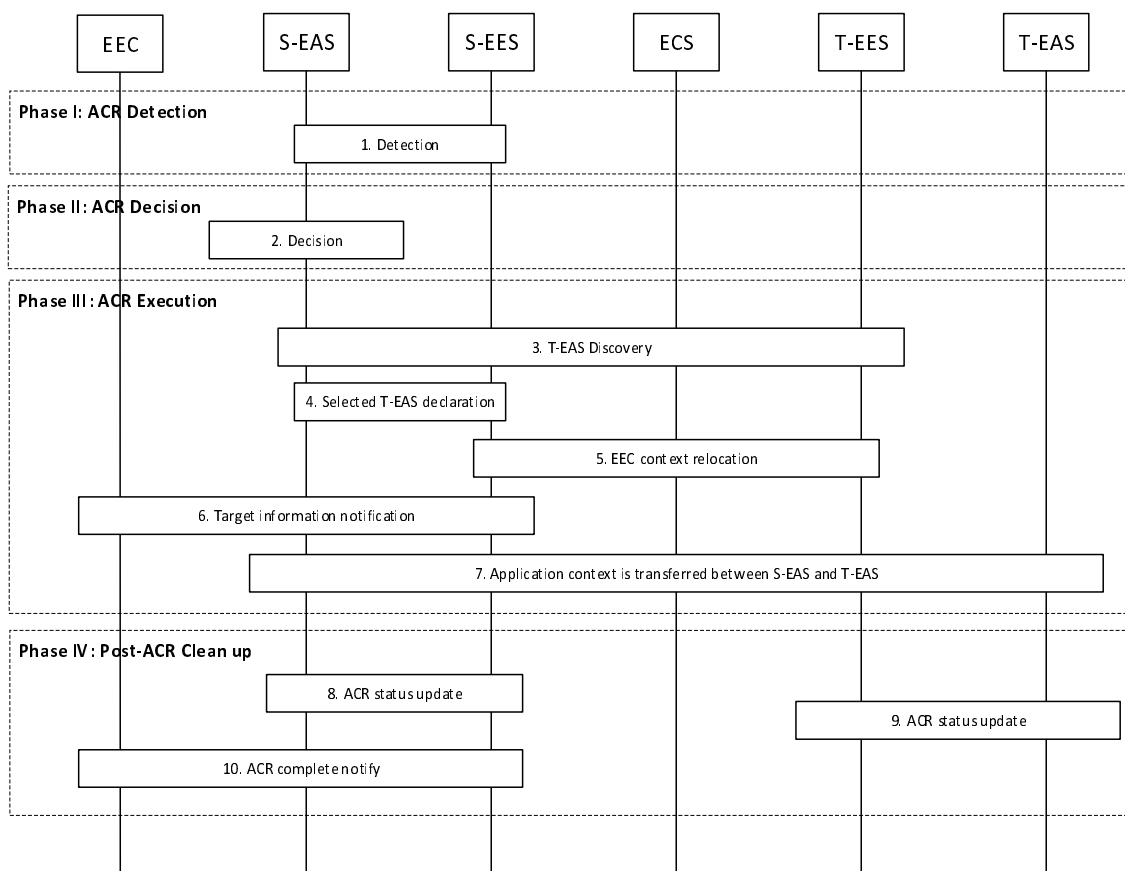 EEC
S-EAS
S-EES
ECS
T-EES
T-EAS
Phase I: ACR Detection
1. Detection
Phase II: ACR Decision
2. Decision
Phase III: ACR Execution
3. T-EAS Discovery
4. Selected T-EAS declaration
5. EEC context relocation
6. Target information notification
7. Application context is transferred between S-EAS and T-EAS
Phase IV: Post-ACR Clean up
8. ACR status update
9. ACR status update
10. ACR complete notify